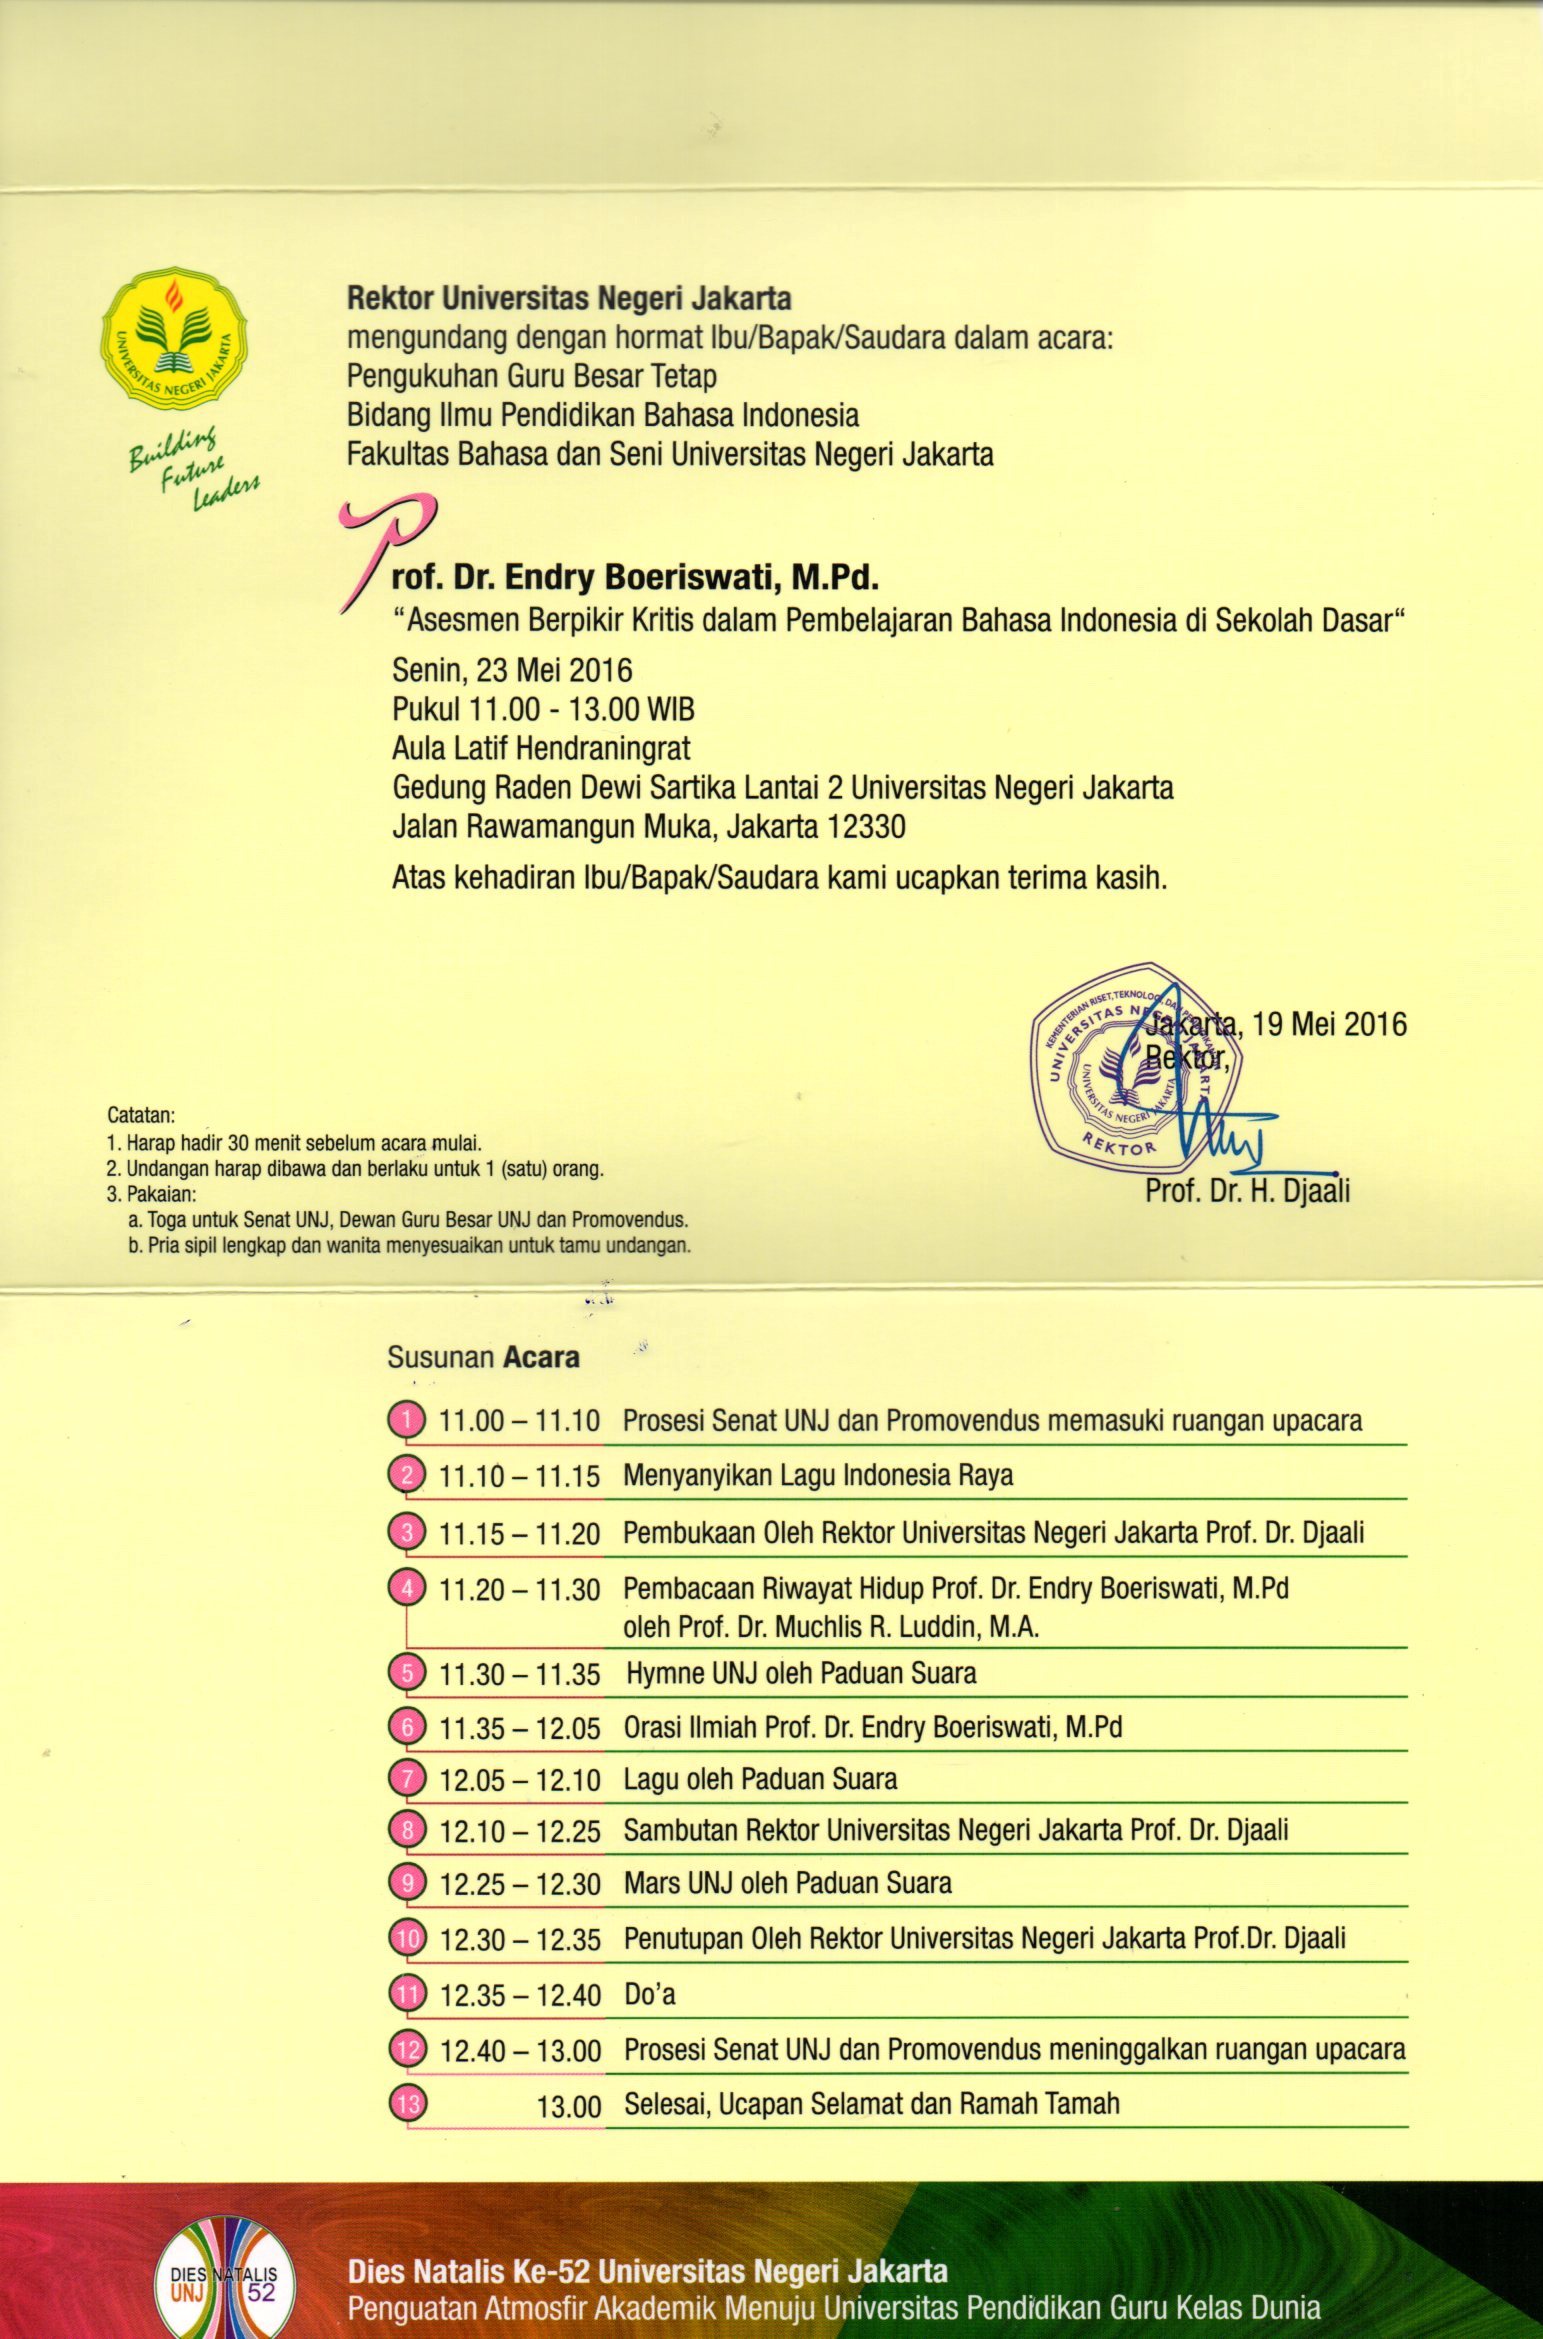 UNIVERSITAS NEGERI JAKARTA
Building
Future
Leaders
Rektor Universitas Negeri Jakarta
mengundang dengan hormat Ibu/Bapak/Saudara dalam acara:
Pengukuhan Guru Besar Tetap
Bidang Ilmu Pendidikan Bahasa Indonesia
Fakultas Bahasa dan Seni Universitas Negeri Jakarta
Prof. Dr. Endry Boeriswati, M.Pd.
“Asesmen Berpikir Kritis dalam Pembelajaran Bahasa Indonesia di Sekolah Dasar“
Senin, 23 Mei 2016
Pukul 11.00 - 13.00 WIB
Aula Latif Hendraningrat
Gedung Raden Dewi Sartika Lantai 2 Universitas Negeri Jakarta
Jalan Rawamangun Muka, Jakarta 12330
Atas kehadiran Ibu/Bapak/Saudara kami ucapkan terima kasih.
Jakarta, 19 Mei 2016
Rektor,
KEMENTERIAN RISET, TEKNOLOGI, DAN
UNIVERSITAS NEGERI JAKARTA
UNIVERSITAS NEGERI JAKARTA
REKTOR
Prof. Dr. H. Djaali
Catatan:
1. Harap hadir 30 menit sebelum acara mulai.
2. Undangan harap dibawa dan berlaku untuk 1 (satu) orang.
3. Pakaian:
a. Toga untuk Senat UNJ, Dewan Guru Besar UNJ dan Promovendus.
b. Pria sipil lengkap dan wanita menyesuaikan untuk tamu undangan.
Susunan Acara
1 11.00 – 11.10 Prosesi Senat UNJ dan Promovendus memasuki ruangan upacara
2 11.10 – 11.15 Menyanyikan Lagu Indonesia Raya
3 11.15 – 11.20 Pembukaan Oleh Rektor Universitas Negeri Jakarta Prof. Dr. Djaali
4 11.20 – 11.30 Pembacaan Riwayat Hidup Prof. Dr. Endry Boeriswati, M.Pd
oleh Prof. Dr. Muchlis R. Luddin, M.A.
5 11.30 – 11.35 Hymne UNJ oleh Paduan Suara
6 11.35 – 12.05 Orasi Ilmiah Prof. Dr. Endry Boeriswati, M.Pd
7 12.05 – 12.10 Lagu oleh Paduan Suara
8 12.10 – 12.25 Sambutan Rektor Universitas Negeri Jakarta Prof. Dr. Djaali
9 12.25 – 12.30 Mars UNJ oleh Paduan Suara
10 12.30 – 12.35 Penutupan Oleh Rektor Universitas Negeri Jakarta Prof.Dr. Djaali
11 12.35 – 12.40 Do’a
12 12.40 – 13.00 Prosesi Senat UNJ dan Promovendus meninggalkan ruangan upacara
13 13.00 Selesai, Ucapan Selamat dan Ramah Tamah
DIES NATALIS
UNJ 52
Dies Natalis Ke-52 Universitas Negeri Jakarta
Penguatan Atmosfir Akademik Menuju Universitas Pendidikan Guru Kelas Dunia